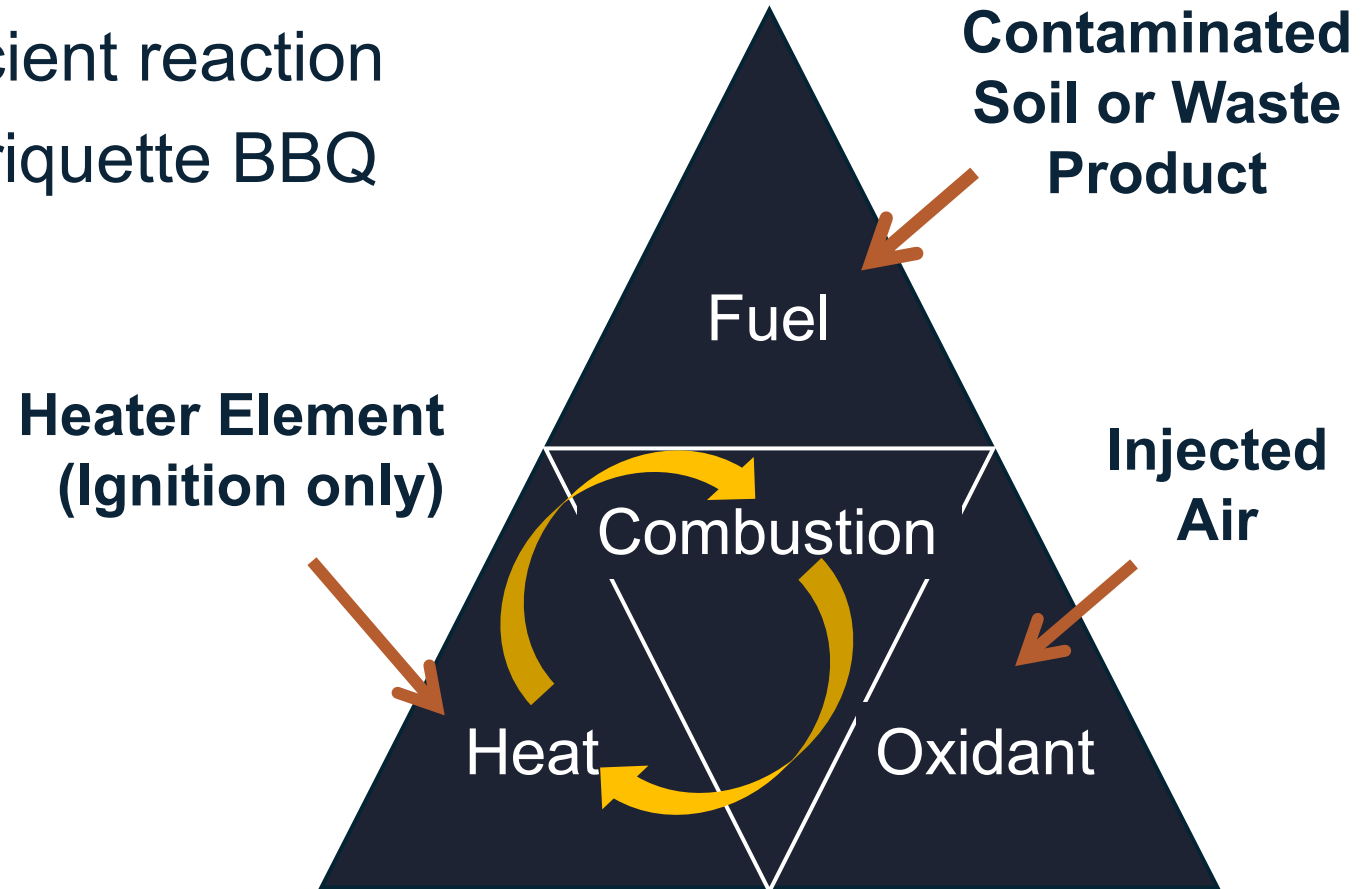 cient reaction
riquette BBQ
Contaminated
Soil or Waste
Product
Fuel
Heater Element
(Ignition only)
Injected
Air
Combustion
Heat
Oxidant